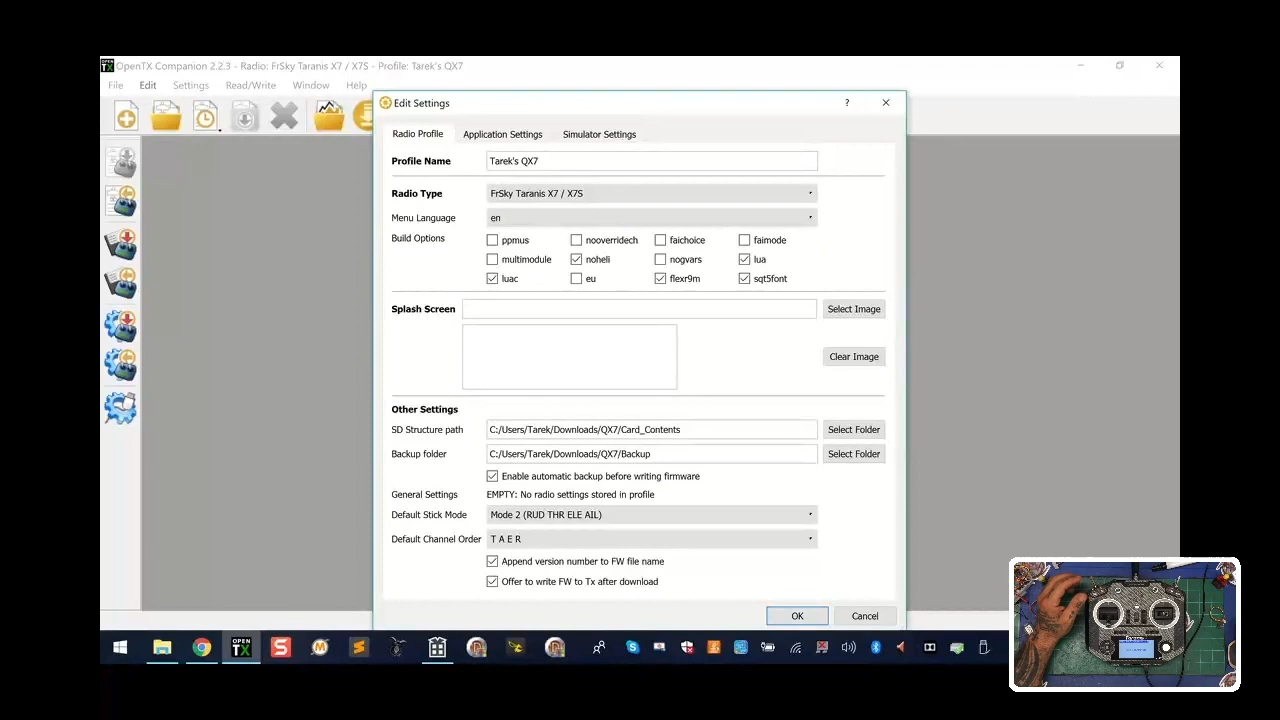 OpenTX Companion 2.2.3 - Radio: FrSky Taranis X7 / X7S - Profile: Tarek's QX7
File Edit Settings Read/Write Window Help
Edit Settings
Radio Profile Application Settings Simulator Settings
Profile Name Tarek's QX7
Radio Type FrSky Taranis X7 / X7S
Menu Language en
Build Options ppmus nooverridech faichoice faimode
multimodule noheli nogvars lua
luac eu flexr9m sqt5font
Splash Screen Select Image
Clear Image
Other Settings
SD Structure path C:/Users/Tarek/Downloads/QX7/Card_Contents Select Folder
Backup folder C:/Users/Tarek/Downloads/QX7/Backup Select Folder
Enable automatic backup before writing firmware
General Settings EMPTY: No radio settings stored in profile
Default Stick Mode Mode 2 (RUD THR ELE AIL)
Default Channel Order T A E R
Append version number to FW file name
Offer to write FW to Tx after download
OK Cancel